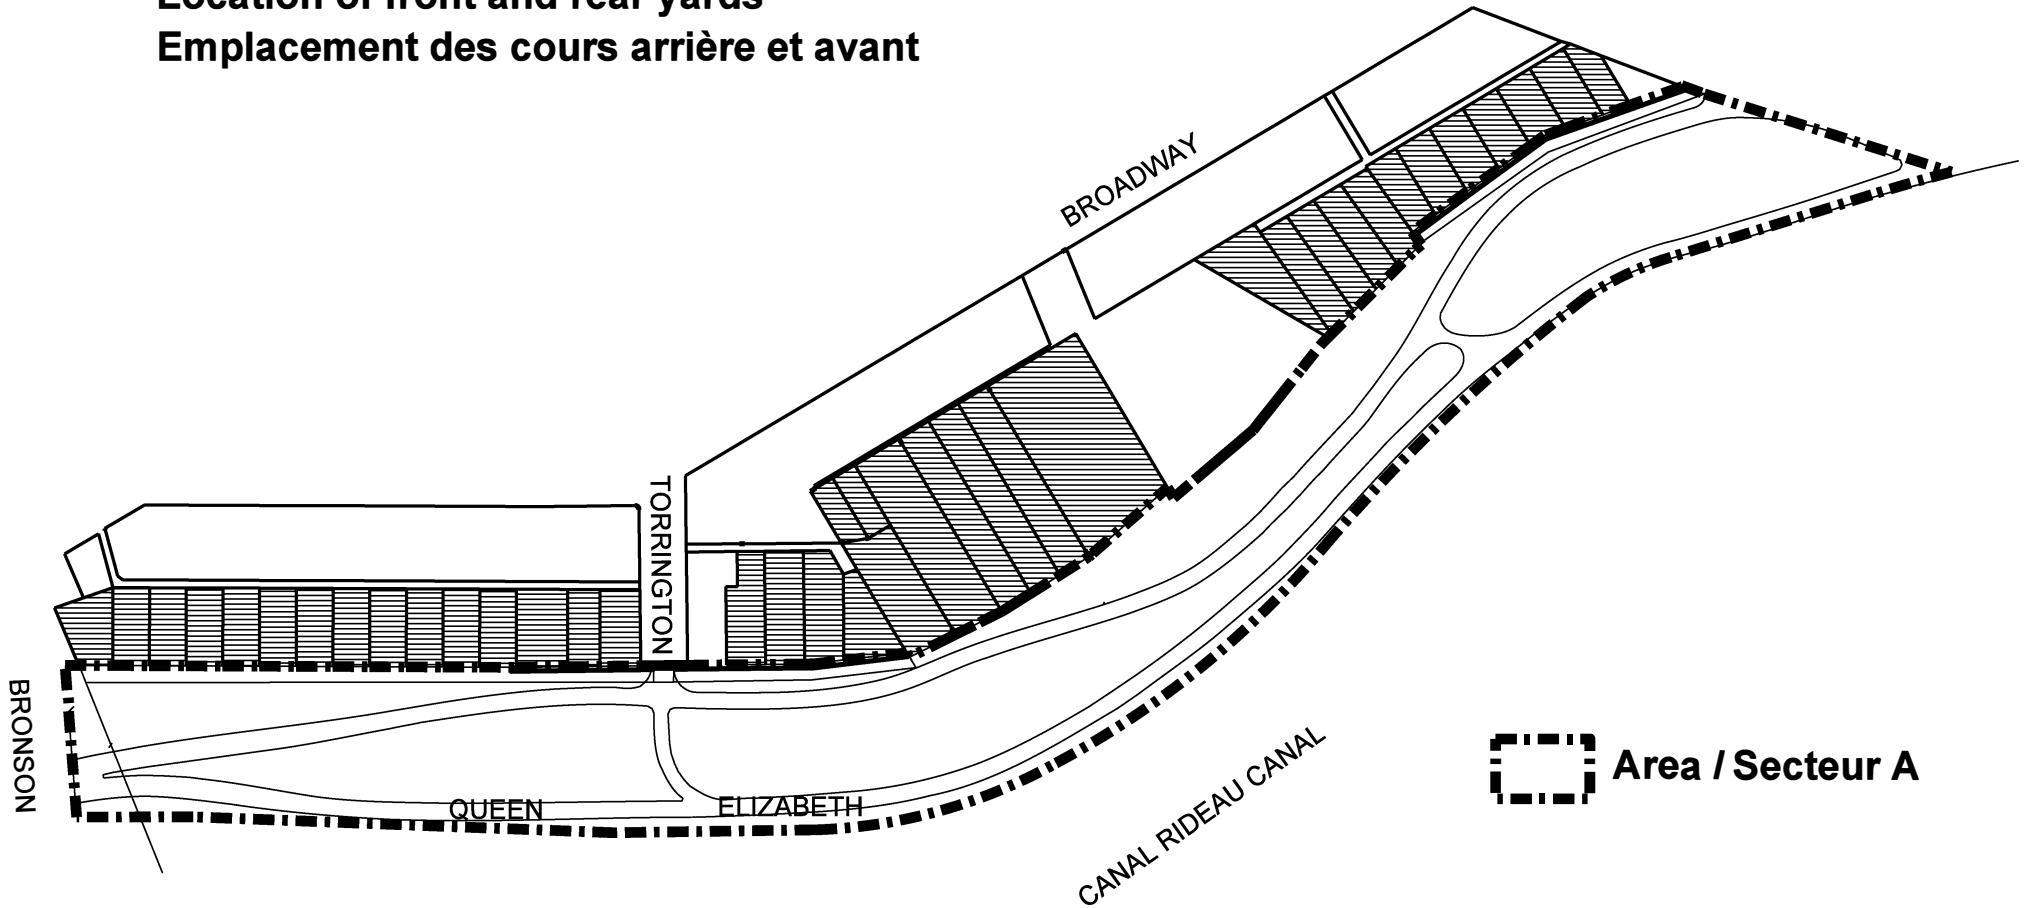 Location of front and rear yards
Emplacement des cours arrière et avant
BROADWAY
TORRINGTON
BRONSON
QUEEN ELIZABETH
CANAL RIDEAU CANAL
Area / Secteur A